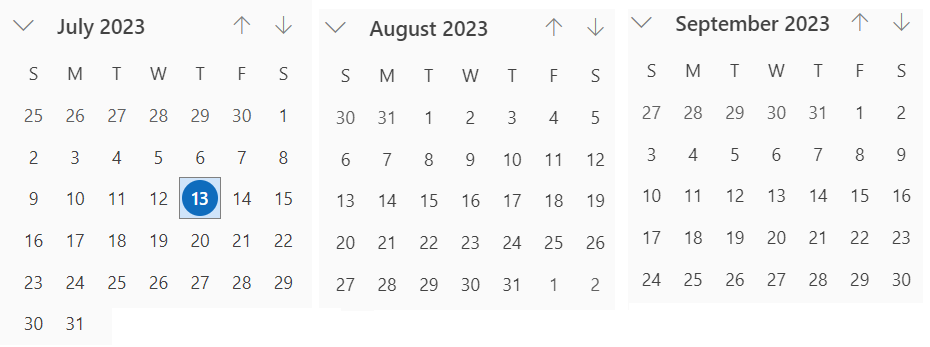 July 2023
S M T W T F S
25 26 27 28 29 30 1
2 3 4 5 6 7 8
9 10 11 12 13 14 15
16 17 18 19 20 21 22
23 24 25 26 27 28 29
30 31
August 2023
S M T W T F S
30 31 1 2 3 4 5
6 7 8 9 10 11 12
13 14 15 16 17 18 19
20 21 22 23 24 25 26
27 28 29 30 31 1 2
September 2023
S M T W T F S
27 28 29 30 31 1 2
3 4 5 6 7 8 9
10 11 12 13 14 15 16
17 18 19 20 21 22 23
24 25 26 27 28 29 30